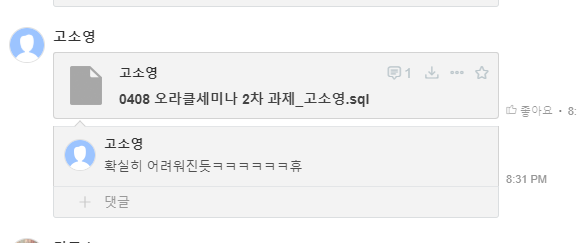 고소영
고소영
1
0408 오라클세미나 2차 과제_고소영.sql
좋아요 · 8:
고소영
확실히 어려워진듯ㅋㅋㅋㅋㅋㅋ휴
8:31 PM
+ 댓글